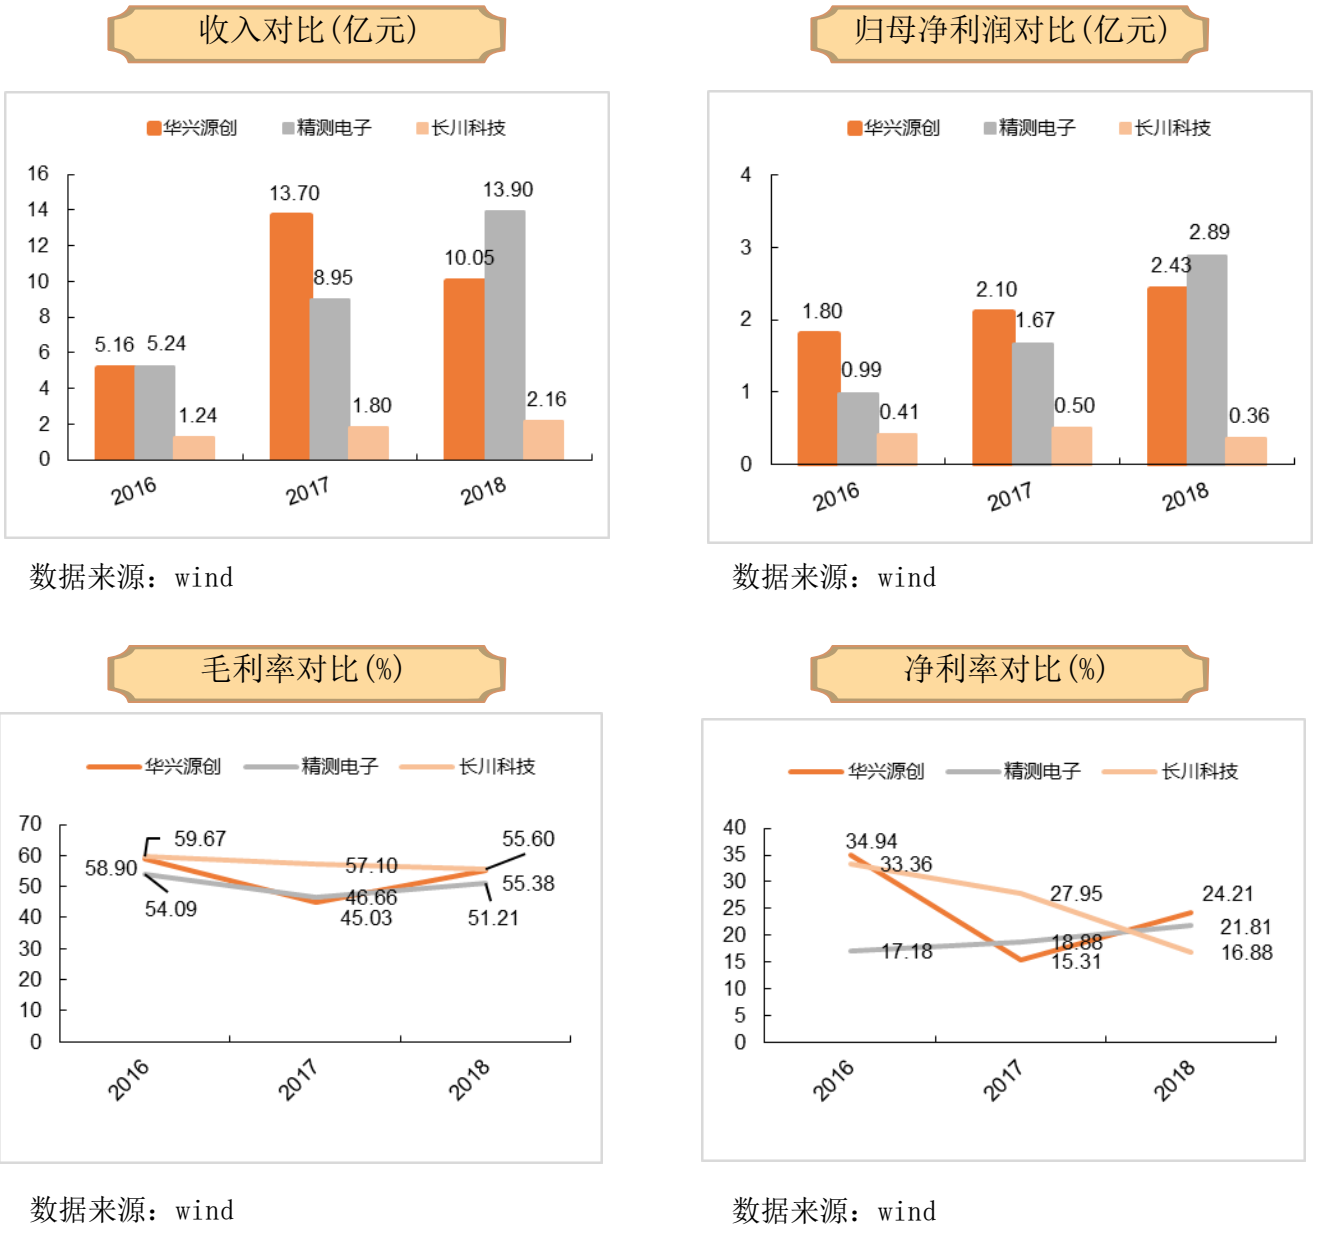 收入对比(亿元)
归母净利润对比(亿元)
华兴源创 精测电子 长川科技
16
14
12
10
8
6
4
2
0
5.16 5.24 1.24
13.70 8.95 1.80
10.05 13.90 2.16
2016 2017 2018
华兴源创 精测电子 长川科技
4
3
2
1
0
1.80 0.99 0.41
2.10 1.67 0.50
2.43 2.89 0.36
2016 2017 2018
数据来源：wind
数据来源：wind
毛利率对比(%)
净利率对比(%)
华兴源创 精测电子 长川科技
70
60
50
40
30
20
10
0
59.67
58.90
54.09
57.10
46.66
45.03
55.60
55.38
51.21
2016 2017 2018
华兴源创 精测电子 长川科技
40
35
30
25
20
15
10
5
0
34.94
33.36
17.18
27.95
18.88
15.31
24.21
21.81
16.88
2016 2017 2018
数据来源：wind
数据来源：wind